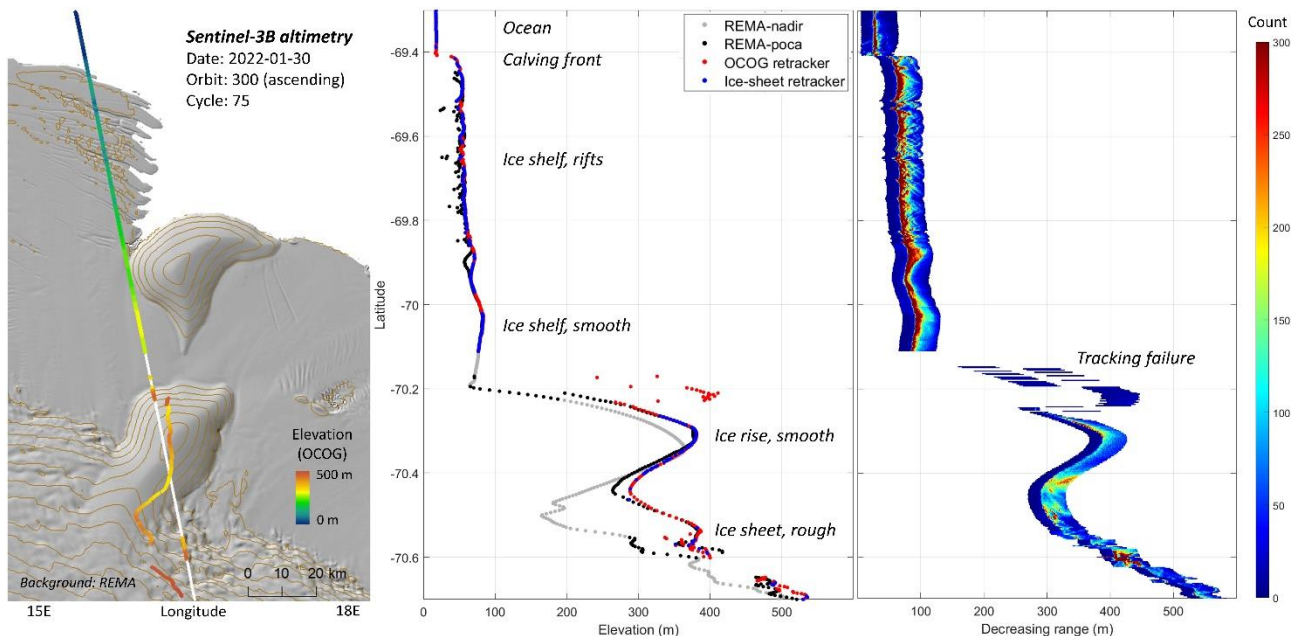 Sentinel-3B altimetry
Date: 2022-01-30
Orbit: 300 (ascending)
Cycle: 75
Elevation
(OCOG)
500 m
0 m
Background: REMA
0 10 20 km
15E
Longitude
18E
Latitude
-69.4
-69.6
-69.8
-70
-70.2
-70.4
-70.6
Ocean
Calving front
Ice shelf, rifts
Ice shelf, smooth
Ice rise, smooth
Ice sheet, rough
REMA-nadir
REMA-poca
OCOG retracker
Ice-sheet retracker
0 100 200 300 400 500
Elevation (m)
Tracking failure
100 200 300 400 500
Decreasing range (m)
Count
300
250
200
150
100
50
0